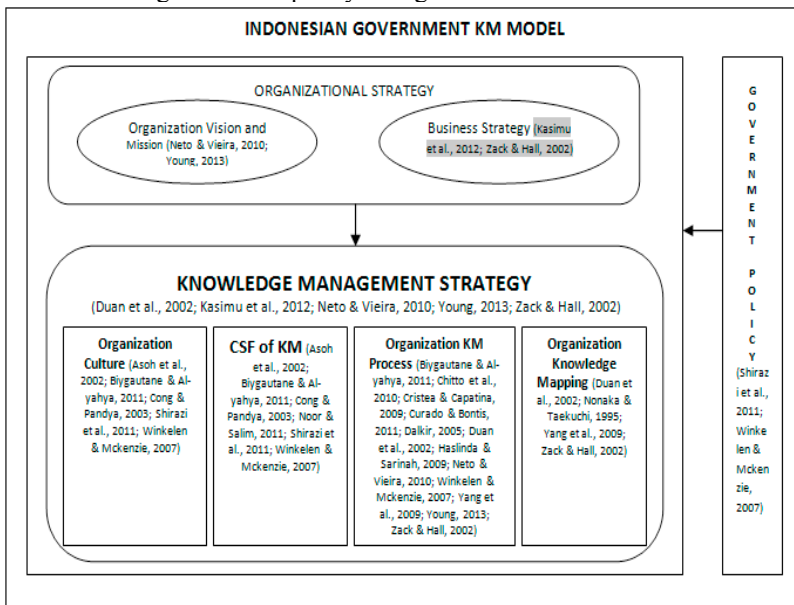 INDONESIAN GOVERNMENT KM MODEL
ORGANIZATIONAL STRATEGY
Organization Vision and
Mission (Neto & Vieira, 2010;
Young, 2013)
Business Strategy (Kasimu
et al., 2012; Zack & Hall, 2002)
KNOWLEDGE MANAGEMENT STRATEGY
(Duan et al., 2002; Kasimu et al., 2012; Neto & Vieira, 2010; Young, 2013; Zack & Hall, 2002)
Organization
Culture (Asoh et al.,
2002; Biygautane & Al-
yahya, 2011; Cong &
Pandya, 2003; Shirazi
et al., 2011; Winkelen
& Mckenzie, 2007)
CSF of KM (Asoh
et al., 2002;
Biygautane & Al-
yahya, 2011; Cong &
Pandya, 2003; Noor &
Salim, 2011; Shirazi et
al., 2011; Winkelen &
Mckenzie, 2007)
Organization KM
Process (Biygautane & Al-
yahya, 2011; Chitto et al.,
2010; Cristea & Capatina,
2009; Curado & Bontis,
2011; Dalkir, 2005; Duan
et al., 2002; Haslinda &
Sarinah, 2009; Neto &
Vieira, 2010; Winkelen &
Mckenzie, 2007; Yang et
al., 2009; Young, 2013;
Zack & Hall, 2002)
Organization
Knowledge
Mapping (Duan
et al., 2002; Nonaka &
Taekuchi, 1995; Yang
et al., 2009;
Zack & Hall, 2002)
G
O
V
E
R
N
M
E
N
T
P
O
L
I
C
Y
(Shiraz
i et al.,
2011;
Winke
len &
Mcken
zie,
2007)